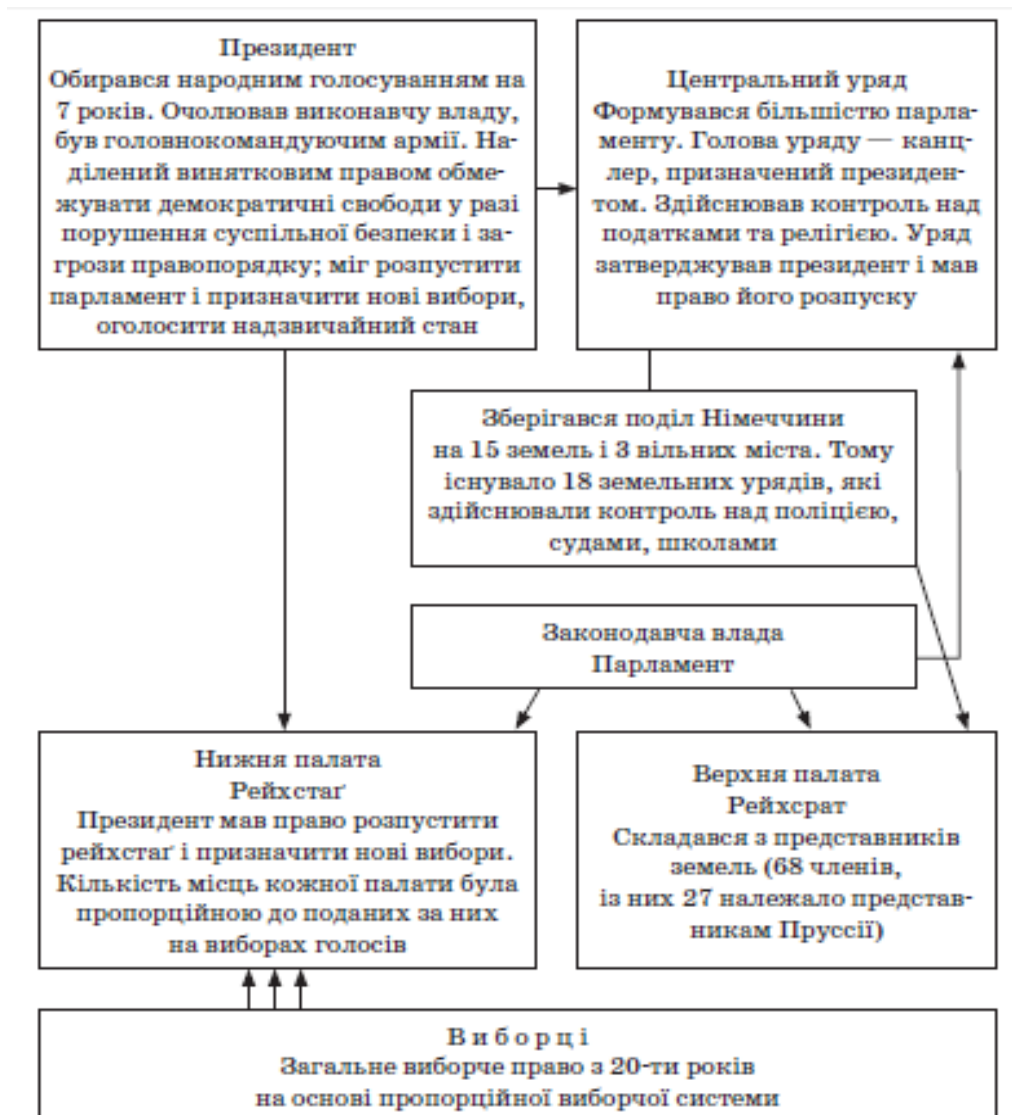 Президент
Обирався народним голосуванням на
7 років. Очолював виконавчу владу,
був головнокомандуючим армії. На-
ділений винятковим правом обме-
жувати демократичні свободи у разі
порушення суспільної безпеки і за-
грози правопорядку; міг розпустити
парламент і призначити нові вибори,
оголосити надзвичайний стан
Центральний уряд
Формувався більшістю парла-
менту. Голова уряду — канц-
лер, призначений президен-
том. Здійснював контроль над
податками та релігією. Уряд
затверджував президент і мав
право його розпуску
Зберігався поділ Німеччини
на 15 земель і 3 вільних міста. Тому
існувало 18 земельних урядів, які
здійснювали контроль над поліцією,
судами, школами
Законодавча влада
Парламент
Нижня палата
Рейхстаґ
Президент мав право розпустити
рейхстаґ і призначити нові вибори.
Кількість місць кожної палати була
пропорційною до поданих за них
на виборах голосів
Верхня палата
Рейхсрат
Складався з представників
земель (68 членів,
із них 27 належало представ-
никам Пруссії)
Виборці
Загальне виборче право з 20-ти років
на основі пропорційної виборчої системи